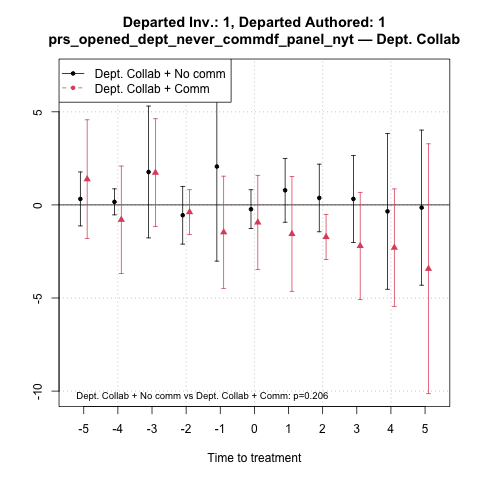 Departed Inv.: 1, Departed Authored: 1
prs_opened_dept_never_commdf_panel_nyt — Dept. Collab
Dept. Collab + No comm
Dept. Collab + Comm
5
0
-5
-10
Dept. Collab + No comm vs Dept. Collab + Comm: p=0.206
-5 -4 -3 -2 -1 0 1 2 3 4 5
Time to treatment